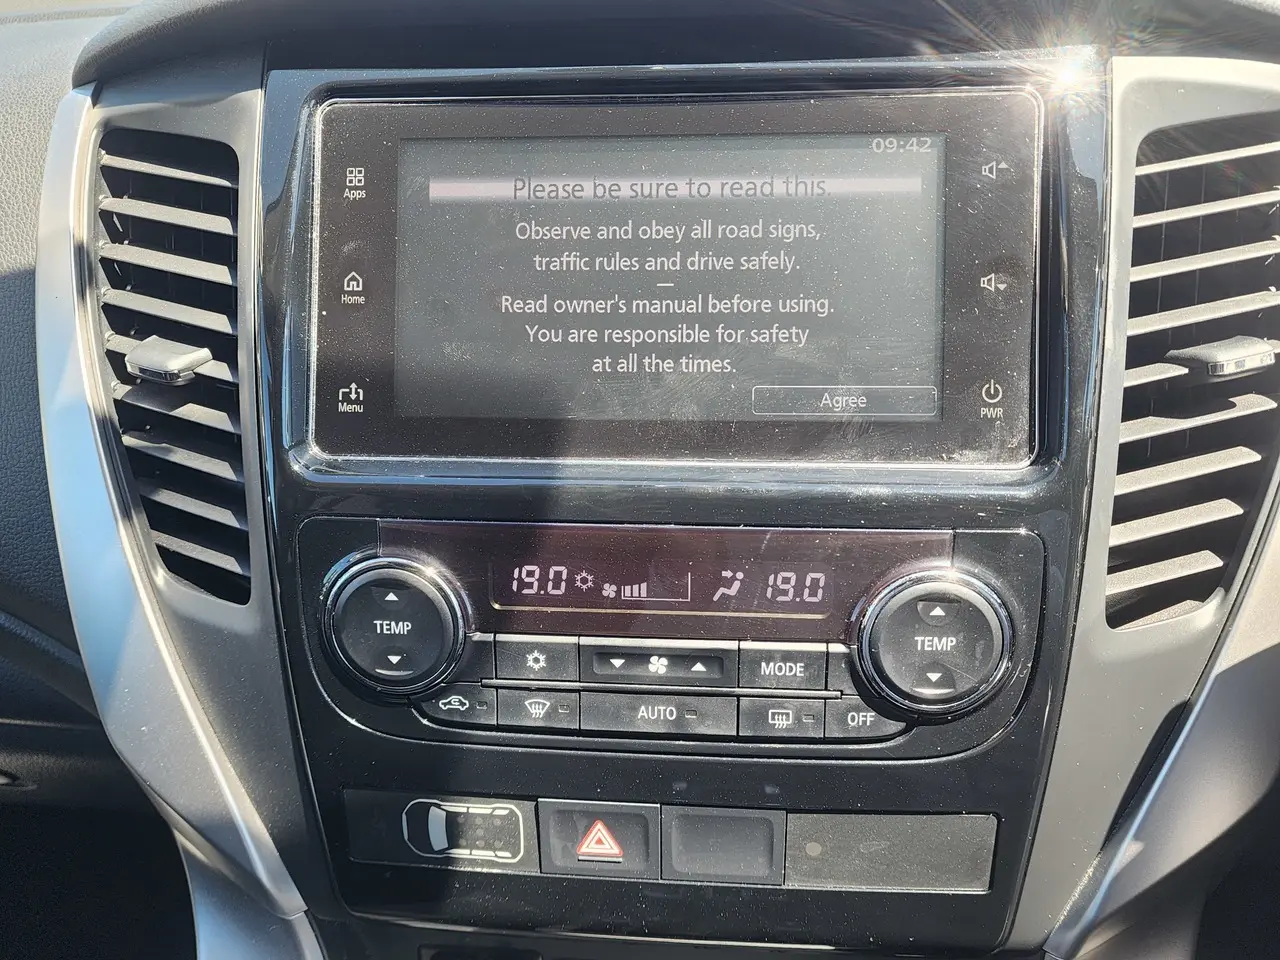 09:42
Apps
Please be sure to read this.
Observe and obey all road signs,
traffic rules and drive safely.
Home
Read owner's manual before using.
You are responsible for safety
at all the times.
Menu
Agree
PWR
19.0
19.0
TEMP
TEMP
MODE
AUTO
OFF